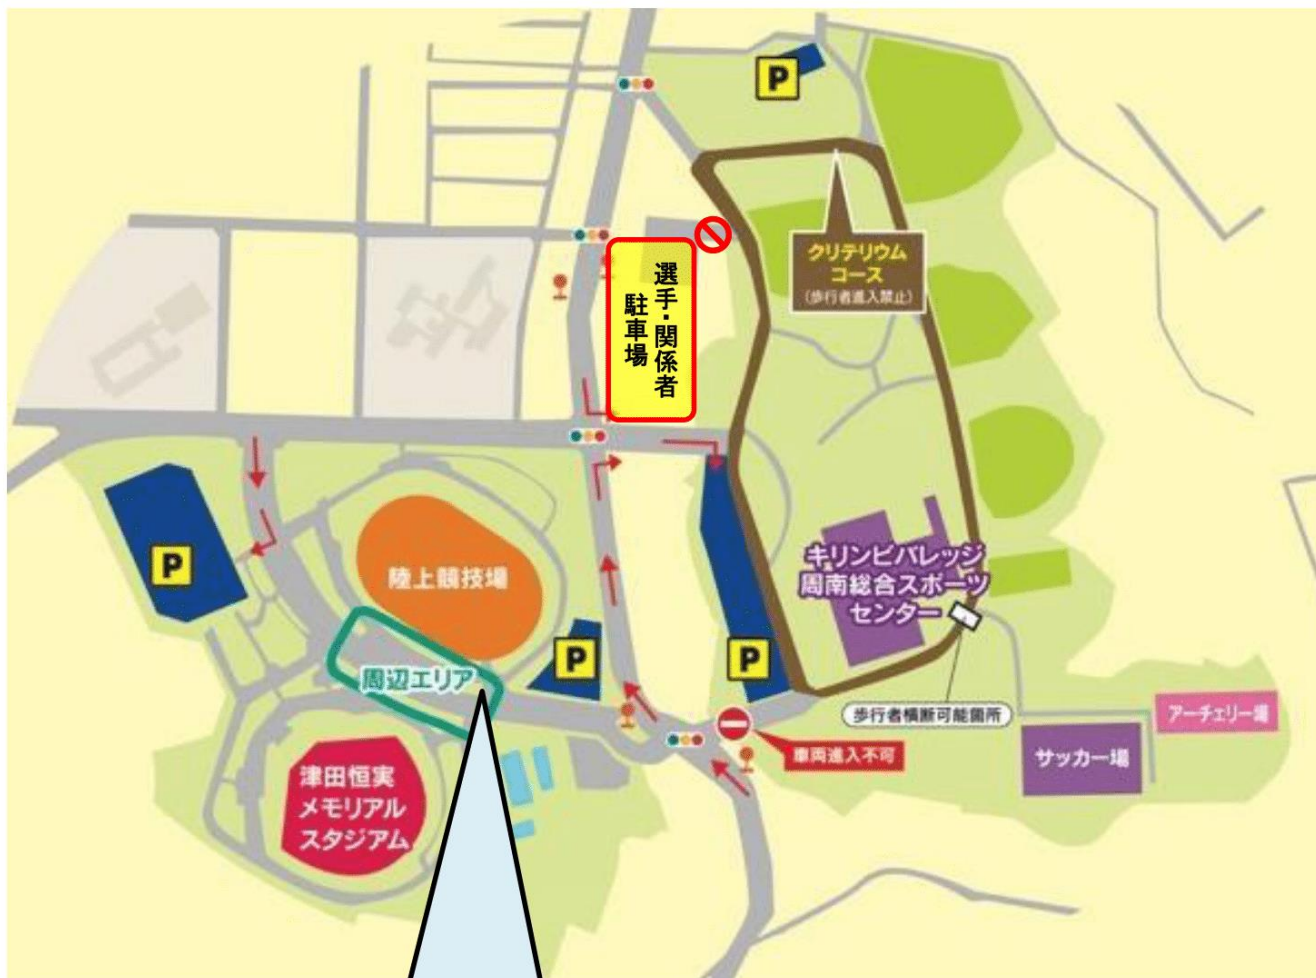 P
クリテリウム
コース
(歩行者進入禁止)
選手・関係者
駐車場
P
陸上競技場
キリンビバレッジ
周南総合スポーツ
センター
P
P
周辺エリア
歩行者横断可能箇所
アーチェリー場
車両進入不可
サッカー場
津田恒実
メモリアル
スタジアム